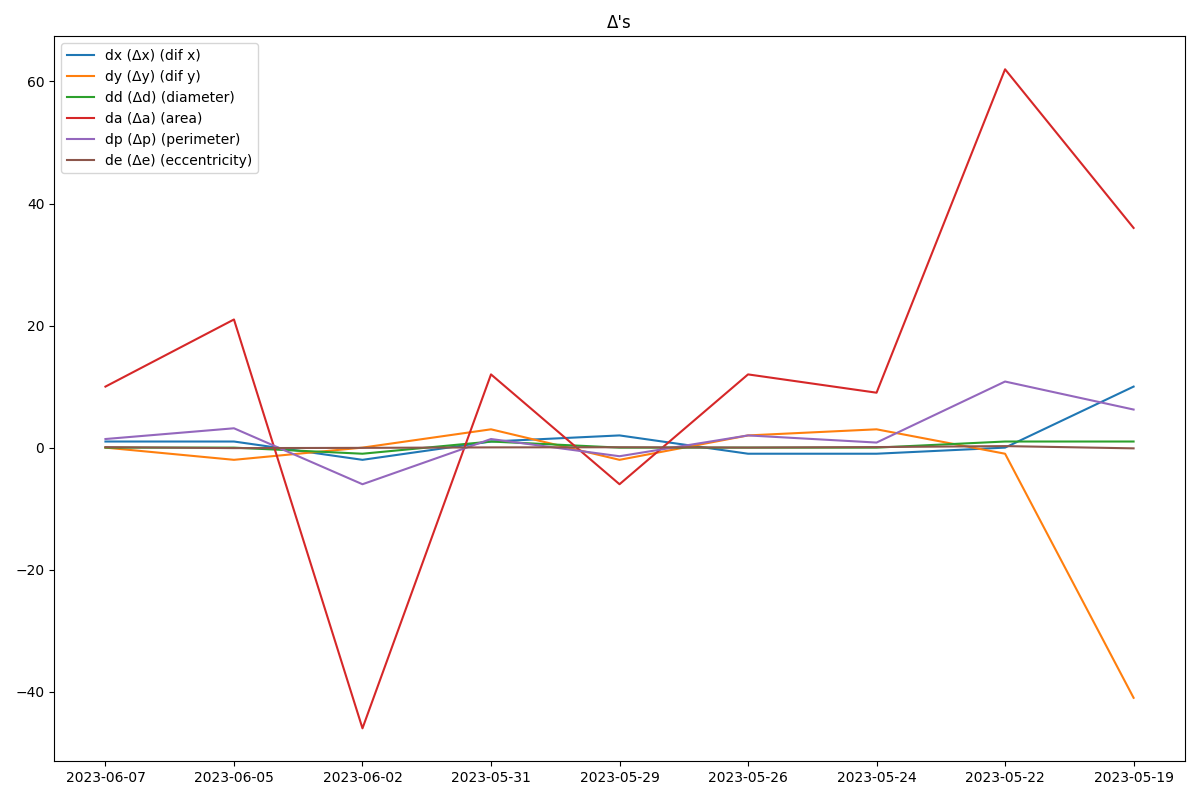 Δ's
dx (Δx) (dif x)
dy (Δy) (dif y)
dd (Δd) (diameter)
da (Δa) (area)
dp (Δp) (perimeter)
de (Δe) (eccentricity)
60
40
20
0
−20
−40
2023-06-07 2023-06-05 2023-06-02 2023-05-31 2023-05-29 2023-05-26 2023-05-24 2023-05-22 2023-05-19